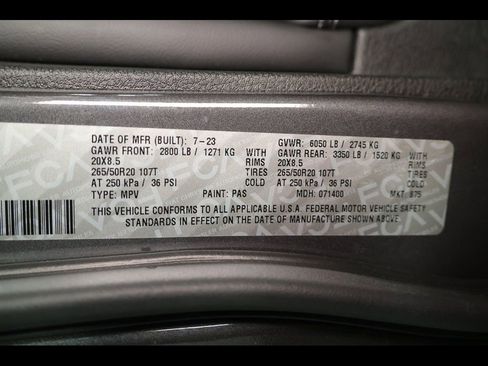 DATE OF MFR (BUILT): 7-23 GVWR: 6050 LB / 2745 KG
GAWR FRONT: 2800 LB / 1271 KG WITH GAWR REAR: 3350 LB / 1520 KG WITH
20X8.5 RIMS 20X8.5 RIMS
265/50R20 107T TIRES 265/50R20 107T TIRES
AT 250 kPa / 36 PSI COLD AT 250 kPa / 36 PSI COLD
TYPE: MPV PAINT: PAS MDH: 071400 MKT: 875
THIS VEHICLE CONFORMS TO ALL APPLICABLE U.S.A. FEDERAL MOTOR VEHICLE SAFETY
STANDARDS IN EFFECT ON THE DATE OF MANUFACTURE SHOWN ABOVE.